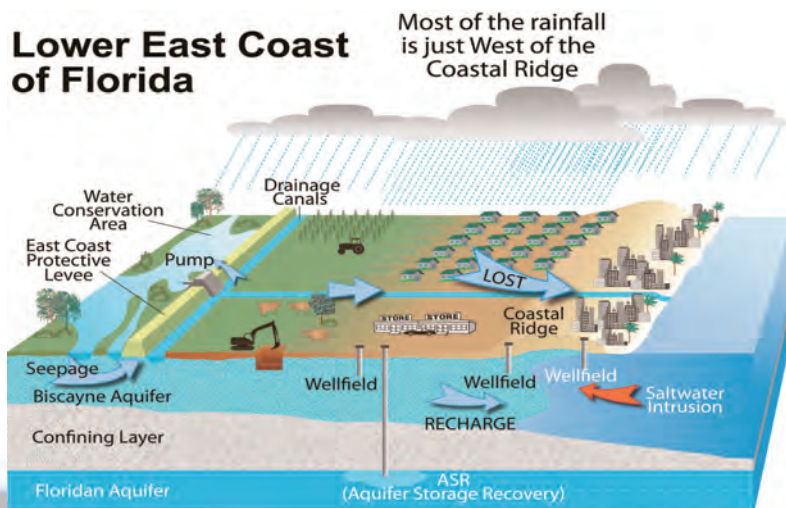 Lower East Coast
of Florida
Most of the rainfall
is just West of the
Coastal Ridge
Water
Conservation
Area
Drainage
Canals
East Coast
Protective
Levee
Pump
LOST
STORE STORE
Coastal
Ridge
Seepage
Biscayne Aquifer
Wellfield
Wellfield
Wellfield
Saltwater
Intrusion
RECHARGE
Confining Layer
Floridan Aquifer
ASR
(Aquifer Storage Recovery)